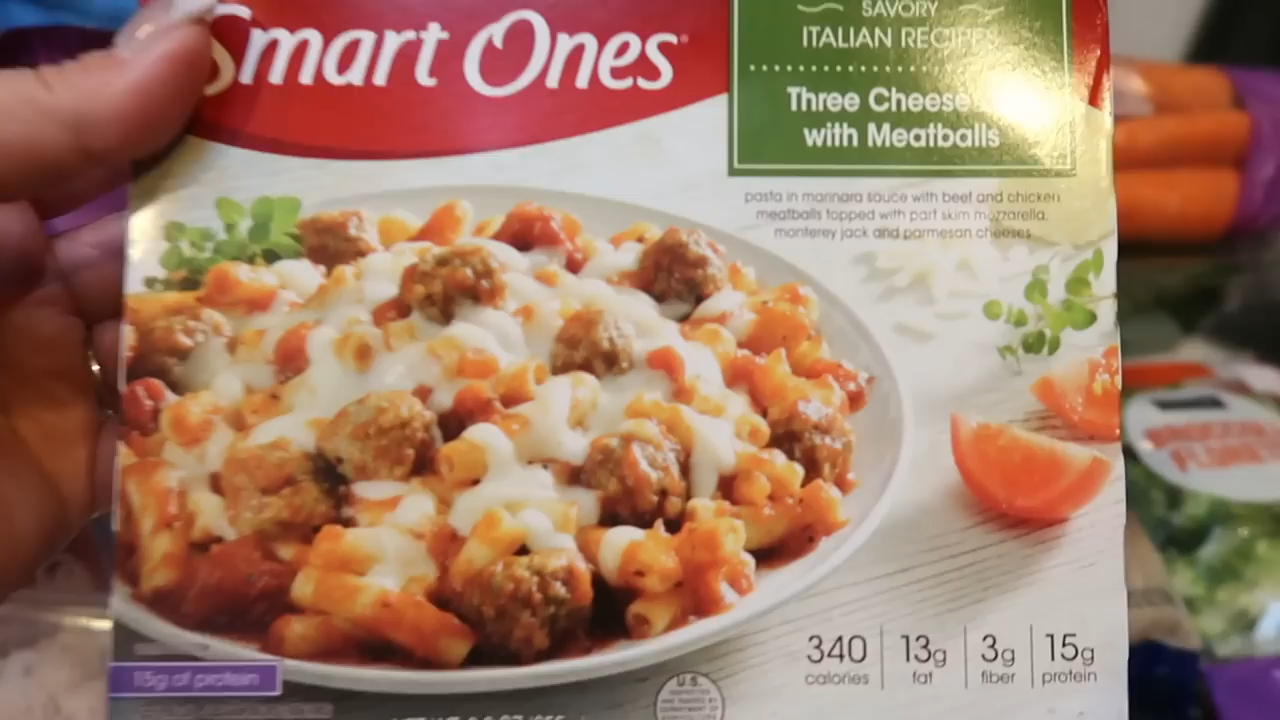 Smart Ones
SAVORY
ITALIAN RECIPES
Three Cheese
with Meatballs
pasta in marinara sauce with beef and chicken
meatballs topped with part skim mozzarella,
monterey jack and parmesan cheeses
340 13g 3g 15g
calories fat fiber protein
15g of protein
U.S.